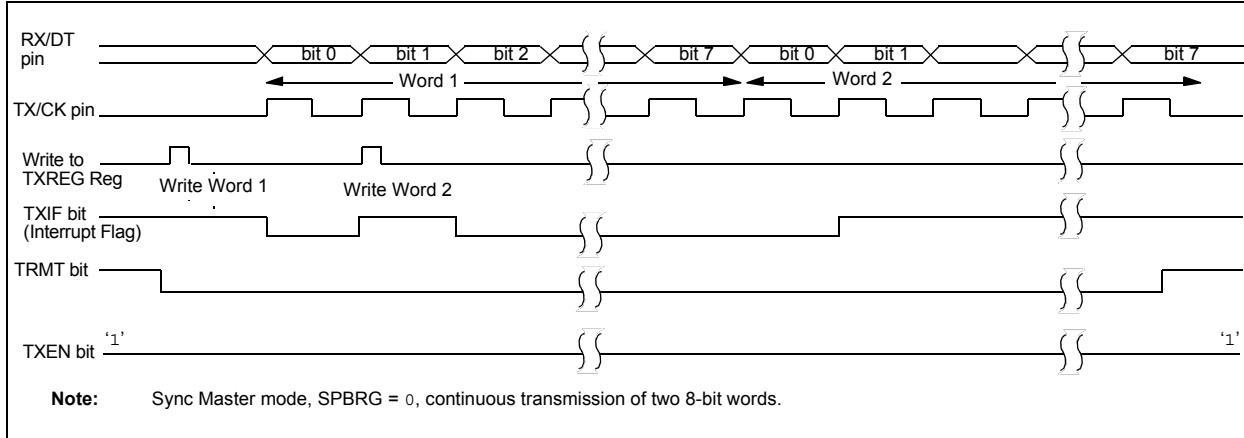 RX/DT
pin
bit 0 bit 1 bit 2 bit 7 bit 0 bit 1 bit 7
Word 1 Word 2
TX/CK pin
Write to
TXREG Reg
Write Word 1 Write Word 2
TXIF bit
(Interrupt Flag)
TRMT bit
‘1’ ‘1’
TXEN bit
Note: Sync Master mode, SPBRG = 0, continuous transmission of two 8-bit words.